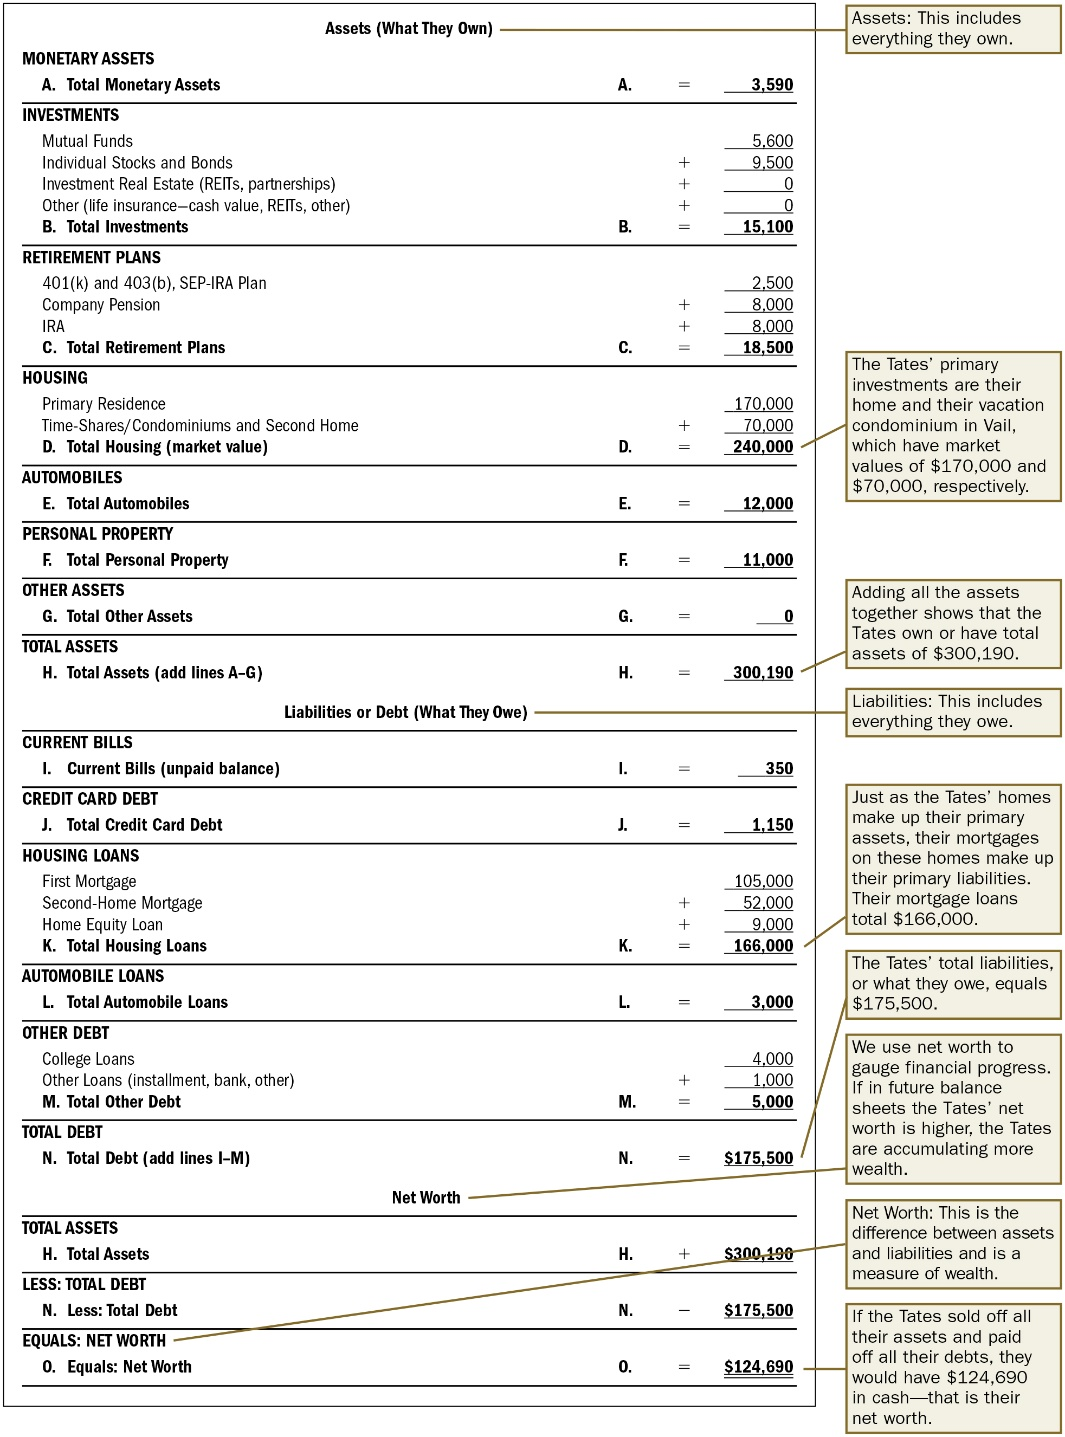 Assets (What They Own)
Assets: This includes
everything they own.
MONETARY ASSETS
A. Total Monetary Assets A. = 3,590
INVESTMENTS
Mutual Funds 5,600
Individual Stocks and Bonds + 9,500
Investment Real Estate (REITs, partnerships) + 0
Other (life insurance—cash value, REITs, other) + 0
B. Total Investments B. = 15,100
RETIREMENT PLANS
401(k) and 403(b), SEP-IRA Plan 2,500
Company Pension + 8,000
IRA + 8,000
C. Total Retirement Plans C. = 18,500
HOUSING
Primary Residence 170,000
Time-Shares/Condominiums and Second Home + 70,000
D. Total Housing (market value) D. = 240,000
The Tates' primary
investments are their
home and their vacation
condominium in Vail,
which have market
values of $170,000 and
$70,000, respectively.
AUTOMOBILES
E. Total Automobiles E. = 12,000
PERSONAL PROPERTY
F. Total Personal Property F. = 11,000
OTHER ASSETS
G. Total Other Assets G. = 0
TOTAL ASSETS
H. Total Assets (add lines A–G) H. = 300,190
Adding all the assets
together shows that the
Tates own or have total
assets of $300,190.
Liabilities or Debt (What They Owe)
Liabilities: This includes
everything they owe.
CURRENT BILLS
I. Current Bills (unpaid balance) I. = 350
CREDIT CARD DEBT
J. Total Credit Card Debt J. = 1,150
HOUSING LOANS
First Mortgage 105,000
Second-Home Mortgage + 52,000
Home Equity Loan + 9,000
K. Total Housing Loans K. = 166,000
Just as the Tates' homes
make up their primary
assets, their mortgages
on these homes make up
their primary liabilities.
Their mortgage loans
total $166,000.
AUTOMOBILE LOANS
L. Total Automobile Loans L. = 3,000
OTHER DEBT
College Loans 4,000
Other Loans (installment, bank, other) + 1,000
M. Total Other Debt M. = 5,000
TOTAL DEBT
N. Total Debt (add lines I–M) N. = $175,500
The Tates' total liabilities,
or what they owe, equals
$175,500.
Net Worth
We use net worth to
gauge financial progress.
If in future balance
sheets the Tates' net
worth is higher, the Tates
are accumulating more
wealth.
TOTAL ASSETS
H. Total Assets H. + $300,190
LESS: TOTAL DEBT
N. Less: Total Debt N. − $175,500
EQUALS: NET WORTH
Net Worth: This is the
difference between assets
and liabilities and is a
measure of wealth.
O. Equals: Net Worth O. = $124,690
If the Tates sold off all
their assets and paid
off all their debts, they
would have $124,690
in cash—that is their
net worth.